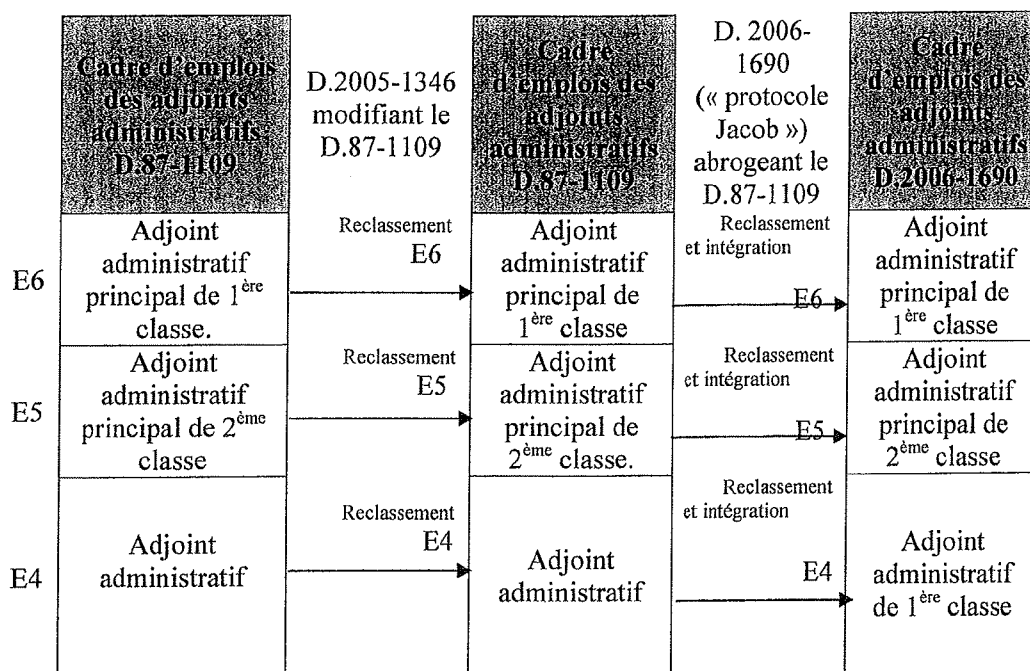 Cadre d'emplois
des adjoints
administratifs
D.87-1109
D.2005-1346
modifiant le
D.87-1109
Cadre
d'emplois des
adjoints
administratifs
D.87-1109
D. 2006-
1690
(« protocole
Jacob »)
abrogeant le
D.87-1109
Cadre
d'emplois des
adjoints
administratifs
D.2006-1690
E6
Adjoint
administratif
principal de 1ère
classe.
Reclassement
E6
Adjoint
administratif
principal de
1ère classe
Reclassement
et intégration
E6
Adjoint
administratif
principal de
1ère classe
E5
Adjoint
administratif
principal de 2ème
classe
Reclassement
E5
Adjoint
administratif
principal de
2ème classe.
Reclassement
et intégration
E5
Adjoint
administratif
principal de
2ème classe
E4
Adjoint
administratif
Reclassement
E4
Adjoint
administratif
Reclassement
et intégration
E4
Adjoint
administratif
de 1ère classe